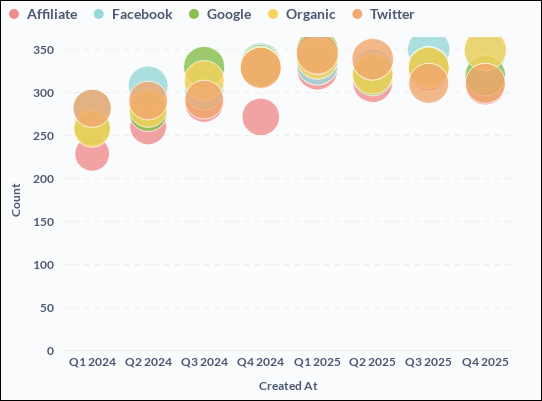 Affiliate Facebook Google Organic Twitter
350
300
250
200
150
100
50
0
Count
Q1 2024 Q2 2024 Q3 2024 Q4 2024 Q1 2025 Q2 2025 Q3 2025 Q4 2025
Created At